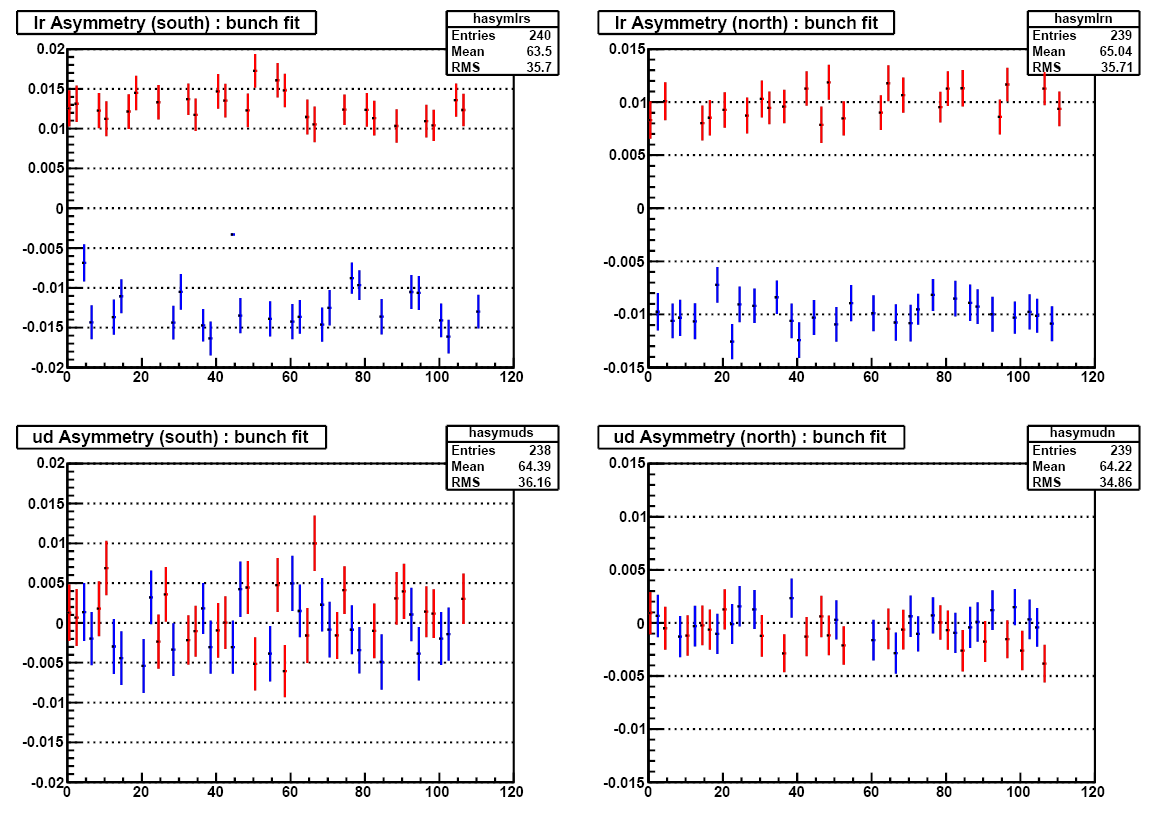 lr Asymmetry (south) : bunch fit
hasymlrs
Entries 240
Mean 63.5
RMS 35.7
0.02
0.015
0.01
0.005
0
-0.005
-0.01
-0.015
-0.02
0 20 40 60 80 100 120
lr Asymmetry (north) : bunch fit
hasymlrn
Entries 239
Mean 65.04
RMS 35.71
0.015
0.01
0.005
0
-0.005
-0.01
-0.015
0 20 40 60 80 100 120
ud Asymmetry (south) : bunch fit
hasymuds
Entries 238
Mean 64.39
RMS 36.16
0.02
0.015
0.01
0.005
0
-0.005
-0.01
-0.015
-0.02
0 20 40 60 80 100 120
ud Asymmetry (north) : bunch fit
hasymudn
Entries 239
Mean 64.22
RMS 34.86
0.015
0.01
0.005
0
-0.005
-0.01
-0.015
0 20 40 60 80 100 120